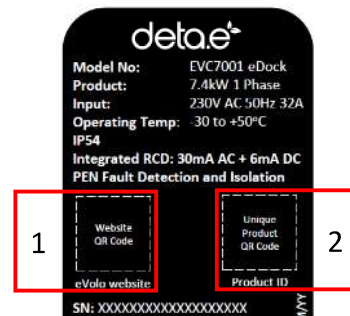 deta.e+
Model No: EVC7001 eDock
Product: 7.4kW 1 Phase
Input: 230V AC 50Hz 32A
Operating Temp: -30 to +50°C
IP54
Integrated RCD: 30mA AC + 6mA DC
PEN Fault Detection and Isolation
1
Website
QR Code
eVolo website
Unique
Product
QR Code
Product ID
2
SN: XXXXXXXXXXXXXXXXXXX